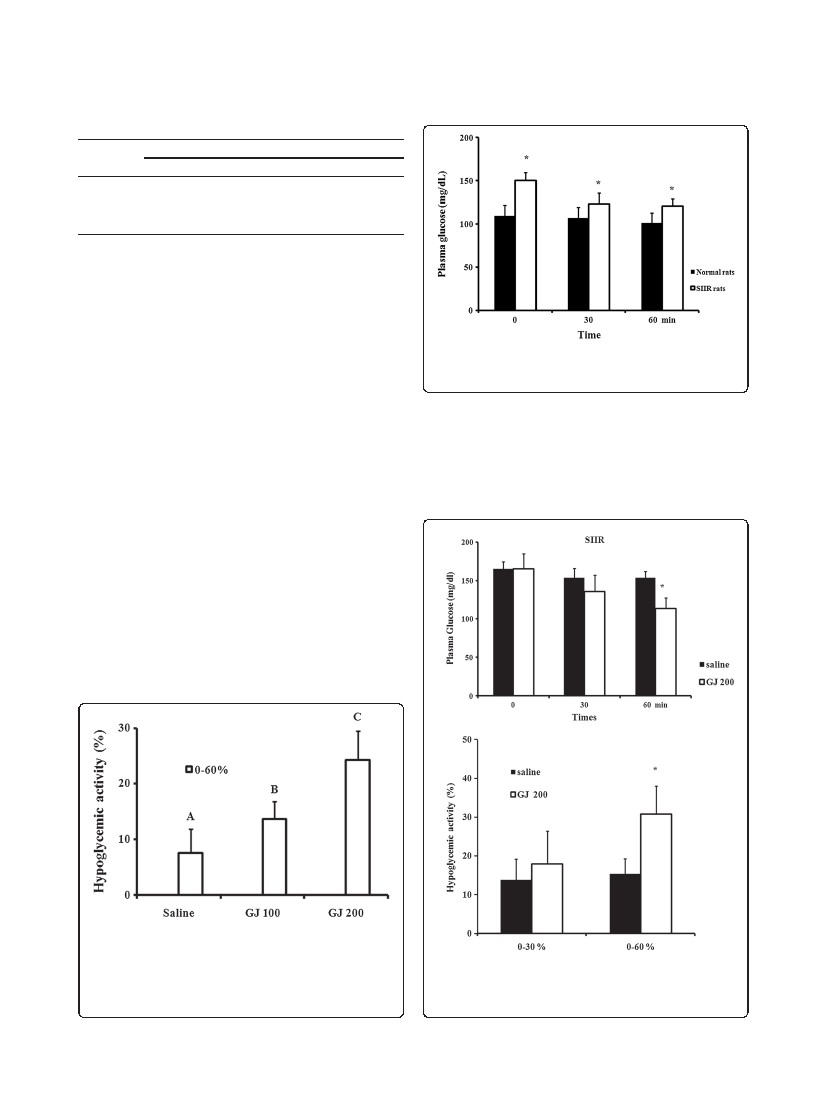 200
150
100
50
0
Plasma glucose (mg/dL)
*
*
*
Normal rats
SIIR rats
0 30 60 min
Time
SIIR
200
150
100
50
0
Plasma Glucose (mg/dl)
*
saline
GJ 200
0 30 60 min
Times
30
20
10
0
Hypoglycemic activity (%)
0-60%
A
B
C
Saline GJ 100 GJ 200
50
40
30
20
10
0
Hypoglycemic activity (%)
saline
GJ 200
*
0-30 % 0-60 %